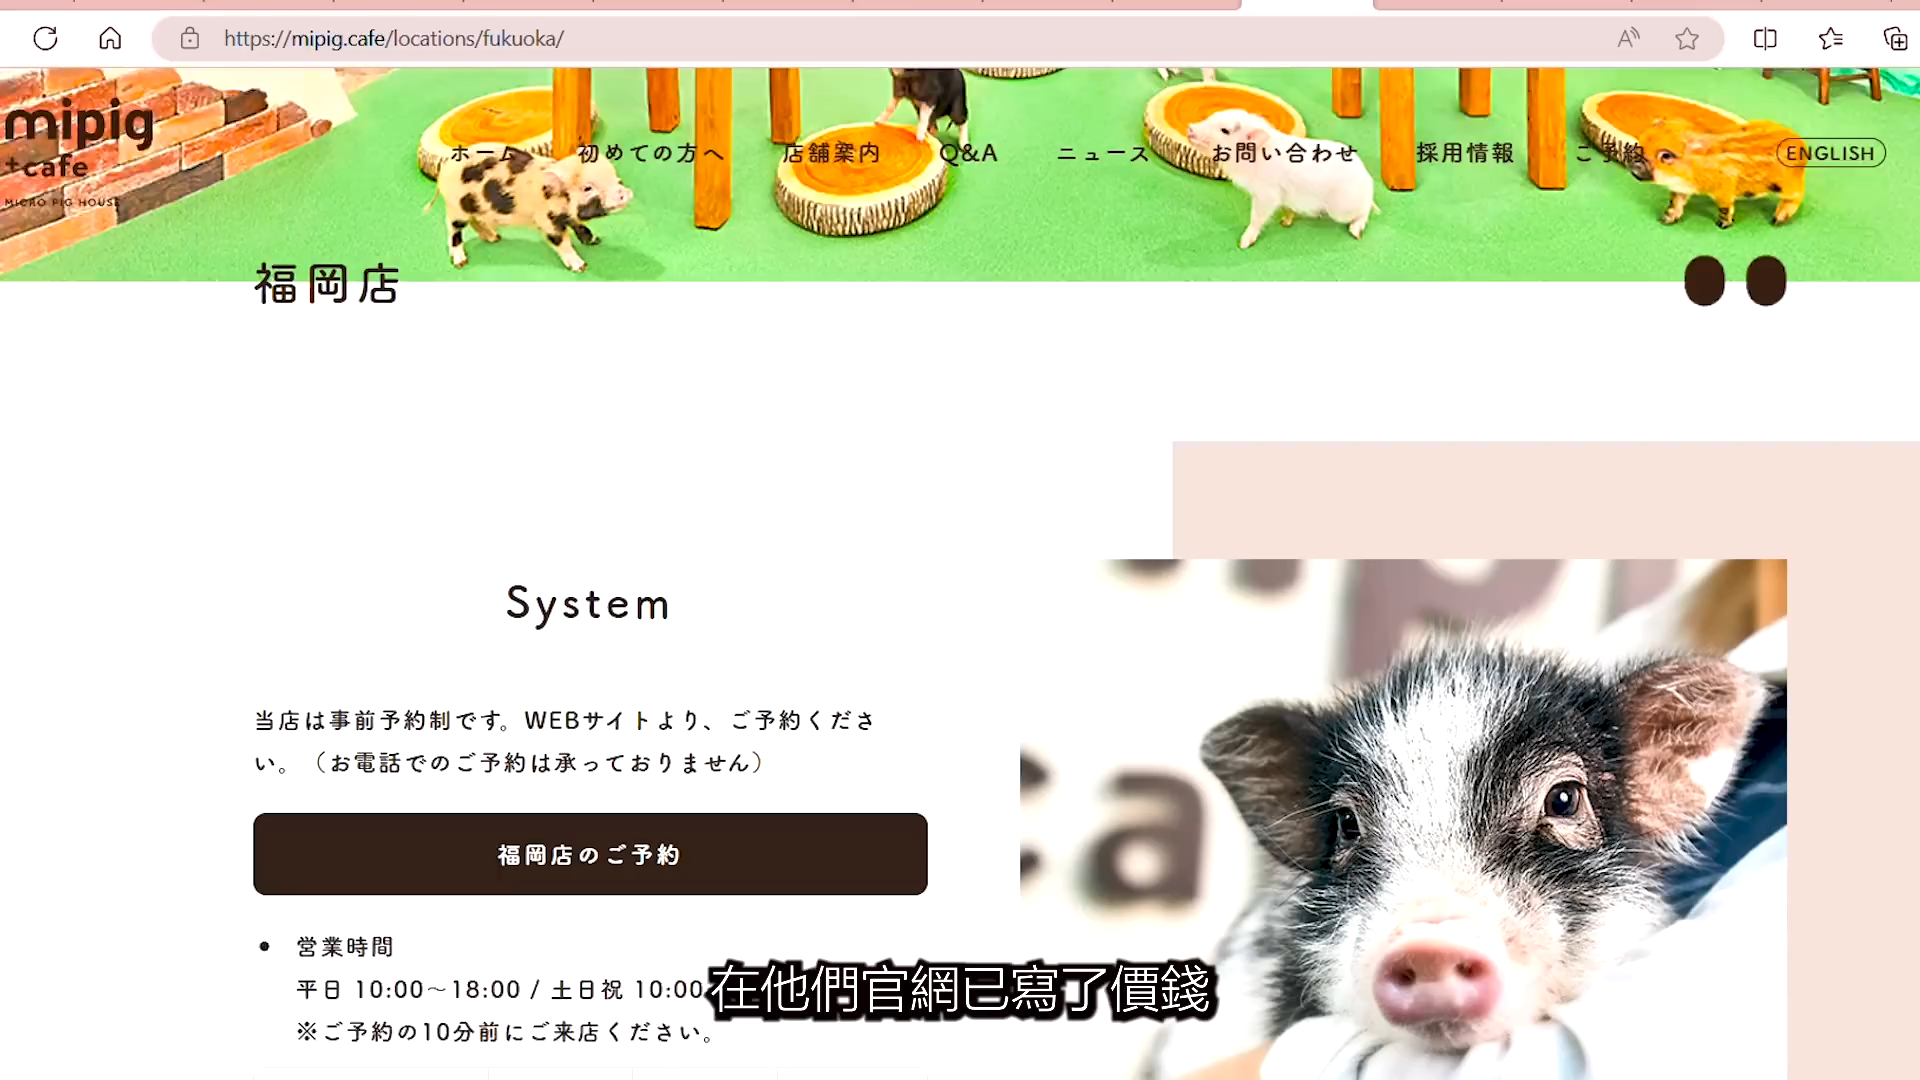 https://mipig.cafe/locations/fukuoka/
mipig
+cafe
MICRO PIG HOUSE
ホーム 初めての方へ 店舗案内 Q&A ニュース お問い合わせ 採用情報 ご予約 ENGLISH
福岡店
System
当店は事前予約制です。WEBサイトより、ご予約くださ
い。（お電話でのご予約は承っておりません）
福岡店のご予約
営業時間
平日 10:00〜18:00 / 土日祝 10:00
※ご予約の10分前にご来店ください。
在他們官網已寫了價錢